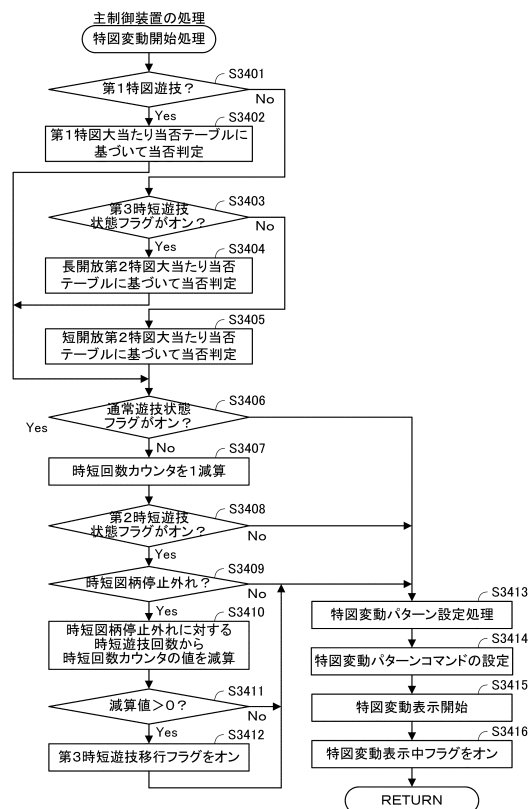 主制御装置の処理
特図変動開始処理
S3401
第1特図遊技?
No
Yes
S3402
第1特図大当たり当否テーブルに
基づいて当否判定
S3403
第3時短遊技
状態フラグがオン?
No
Yes
S3404
長開放第2特図大当たり当否
テーブルに基づいて当否判定
S3405
短開放第2特図大当たり当否
テーブルに基づいて当否判定
S3406
通常遊技状態
フラグがオン?
Yes
No
S3407
時短回数カウンタを1減算
S3408
第2時短遊技
状態フラグがオン?
No
Yes
S3409
時短図柄停止外れ?
No
Yes
S3410
時短図柄停止外れに対する
時短遊技回数から
時短回数カウンタの値を減算
S3411
減算値>0?
No
Yes
S3412
第3時短遊技移行フラグをオン
S3413
特図変動パターン設定処理
S3414
特図変動パターンコマンドの設定
S3415
特図変動表示開始
S3416
特図変動表示中フラグをオン
RETURN